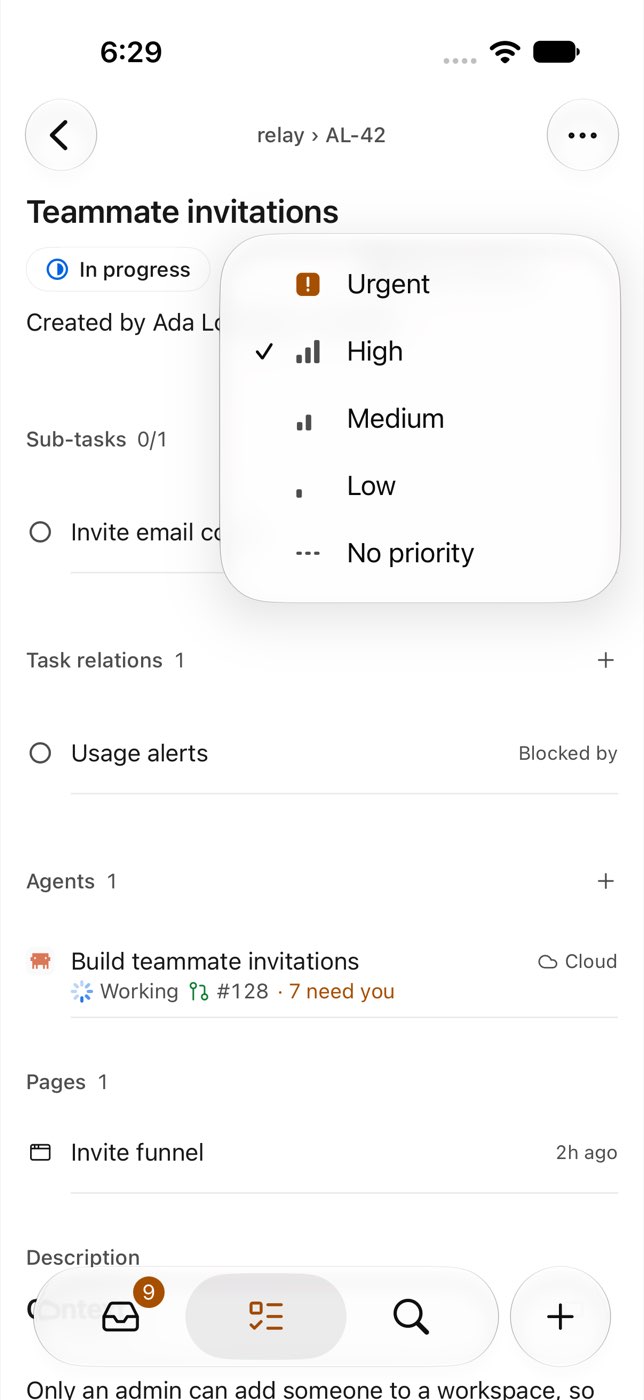 6:29
relay › AL-42
Teammate invitations
In progress
Urgent
Created by Ada
High
Medium
Sub-tasks 0/1
Low
Invite email
No priority
Task relations 1
Usage alerts
Blocked by
Agents 1
Build teammate invitations
Cloud
Working #128 · 7 need you
Pages 1
Invite funnel
2h ago
Description
9
Only an admin can add someone to a workspace, so